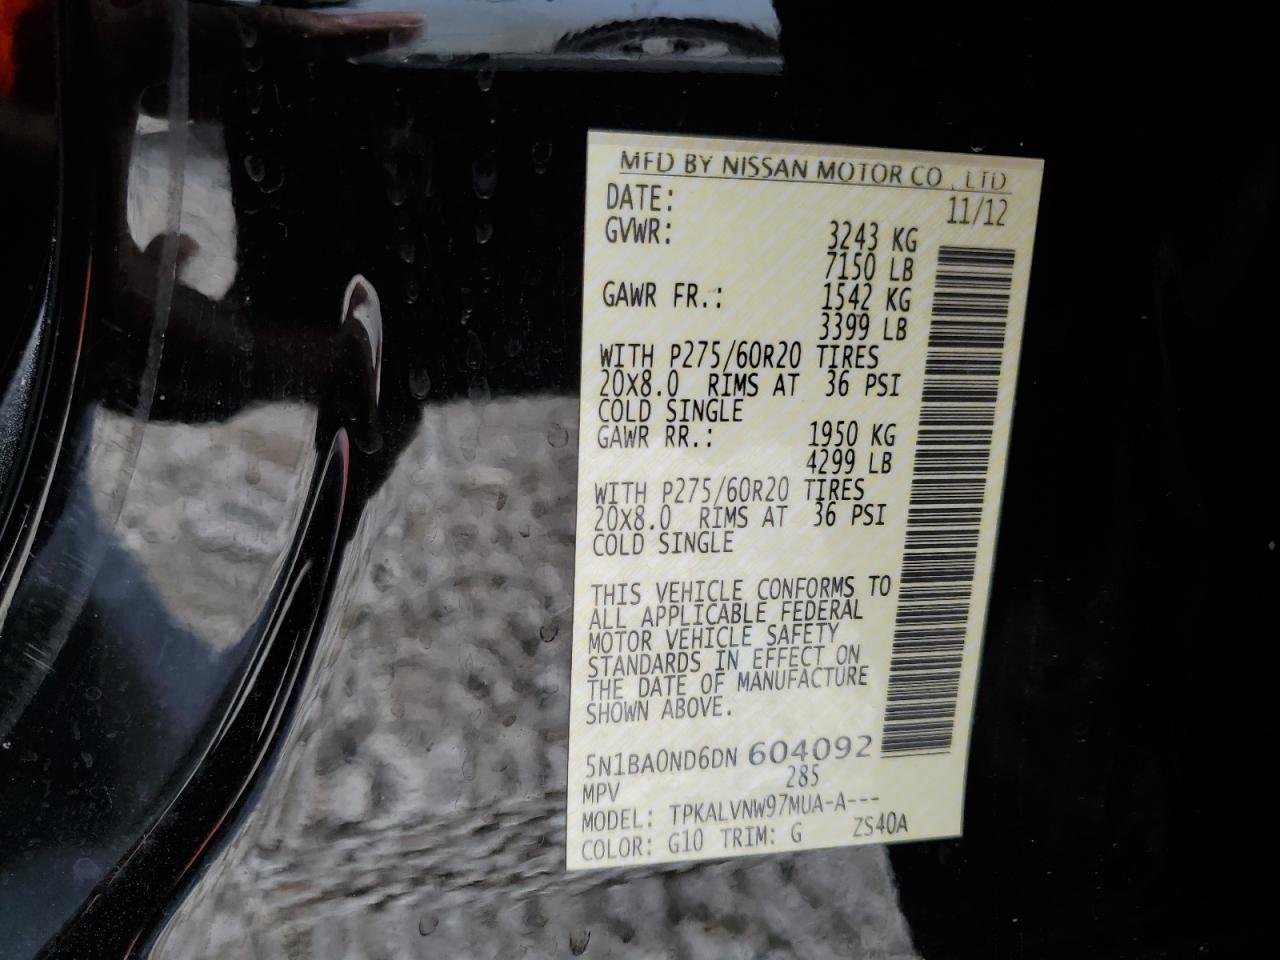 MFD BY NISSAN MOTOR CO., LTD
DATE: 11/12
GVWR: 3243 KG
7150 LB
GAWR FR.: 1542 KG
3399 LB
WITH P275/60R20 TIRES
20X8.0 RIMS AT 36 PSI
COLD SINGLE
GAWR RR.: 1950 KG
4299 LB
WITH P275/60R20 TIRES
20X8.0 RIMS AT 36 PSI
COLD SINGLE
THIS VEHICLE CONFORMS TO
ALL APPLICABLE FEDERAL
MOTOR VEHICLE SAFETY
STANDARDS IN EFFECT ON
THE DATE OF MANUFACTURE
SHOWN ABOVE.
5N1BA0ND6DN 604092
MPV 285
MODEL: TPKALVNW97MUA-A---
COLOR: G10 TRIM: G ZS40A